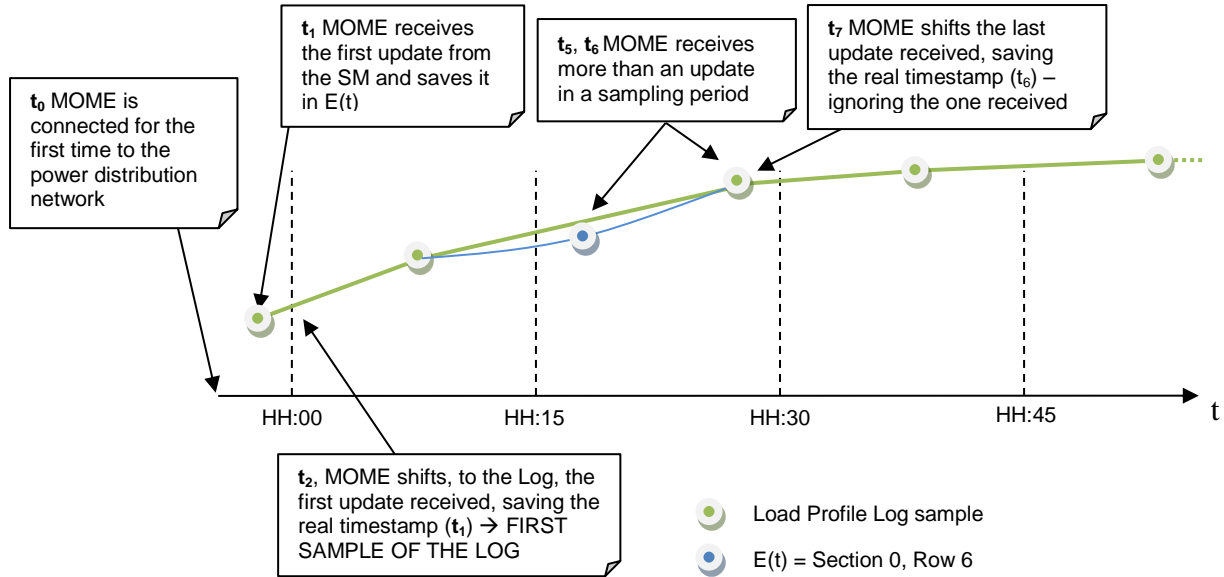 t0 MOME is
connected for the
first time to the
power distribution
network
t1 MOME receives
the first update from
the SM and saves it
in E(t)
t5, t6 MOME receives
more than an update
in a sampling period
t7 MOME shifts the last
update received, saving
the real timestamp (t6) –
ignoring the one received
HH:00
HH:15
HH:30
HH:45
t
t2, MOME shifts, to the Log, the
first update received, saving the
real timestamp (t1) → FIRST
SAMPLE OF THE LOG
Load Profile Log sample
E(t) = Section 0, Row 6